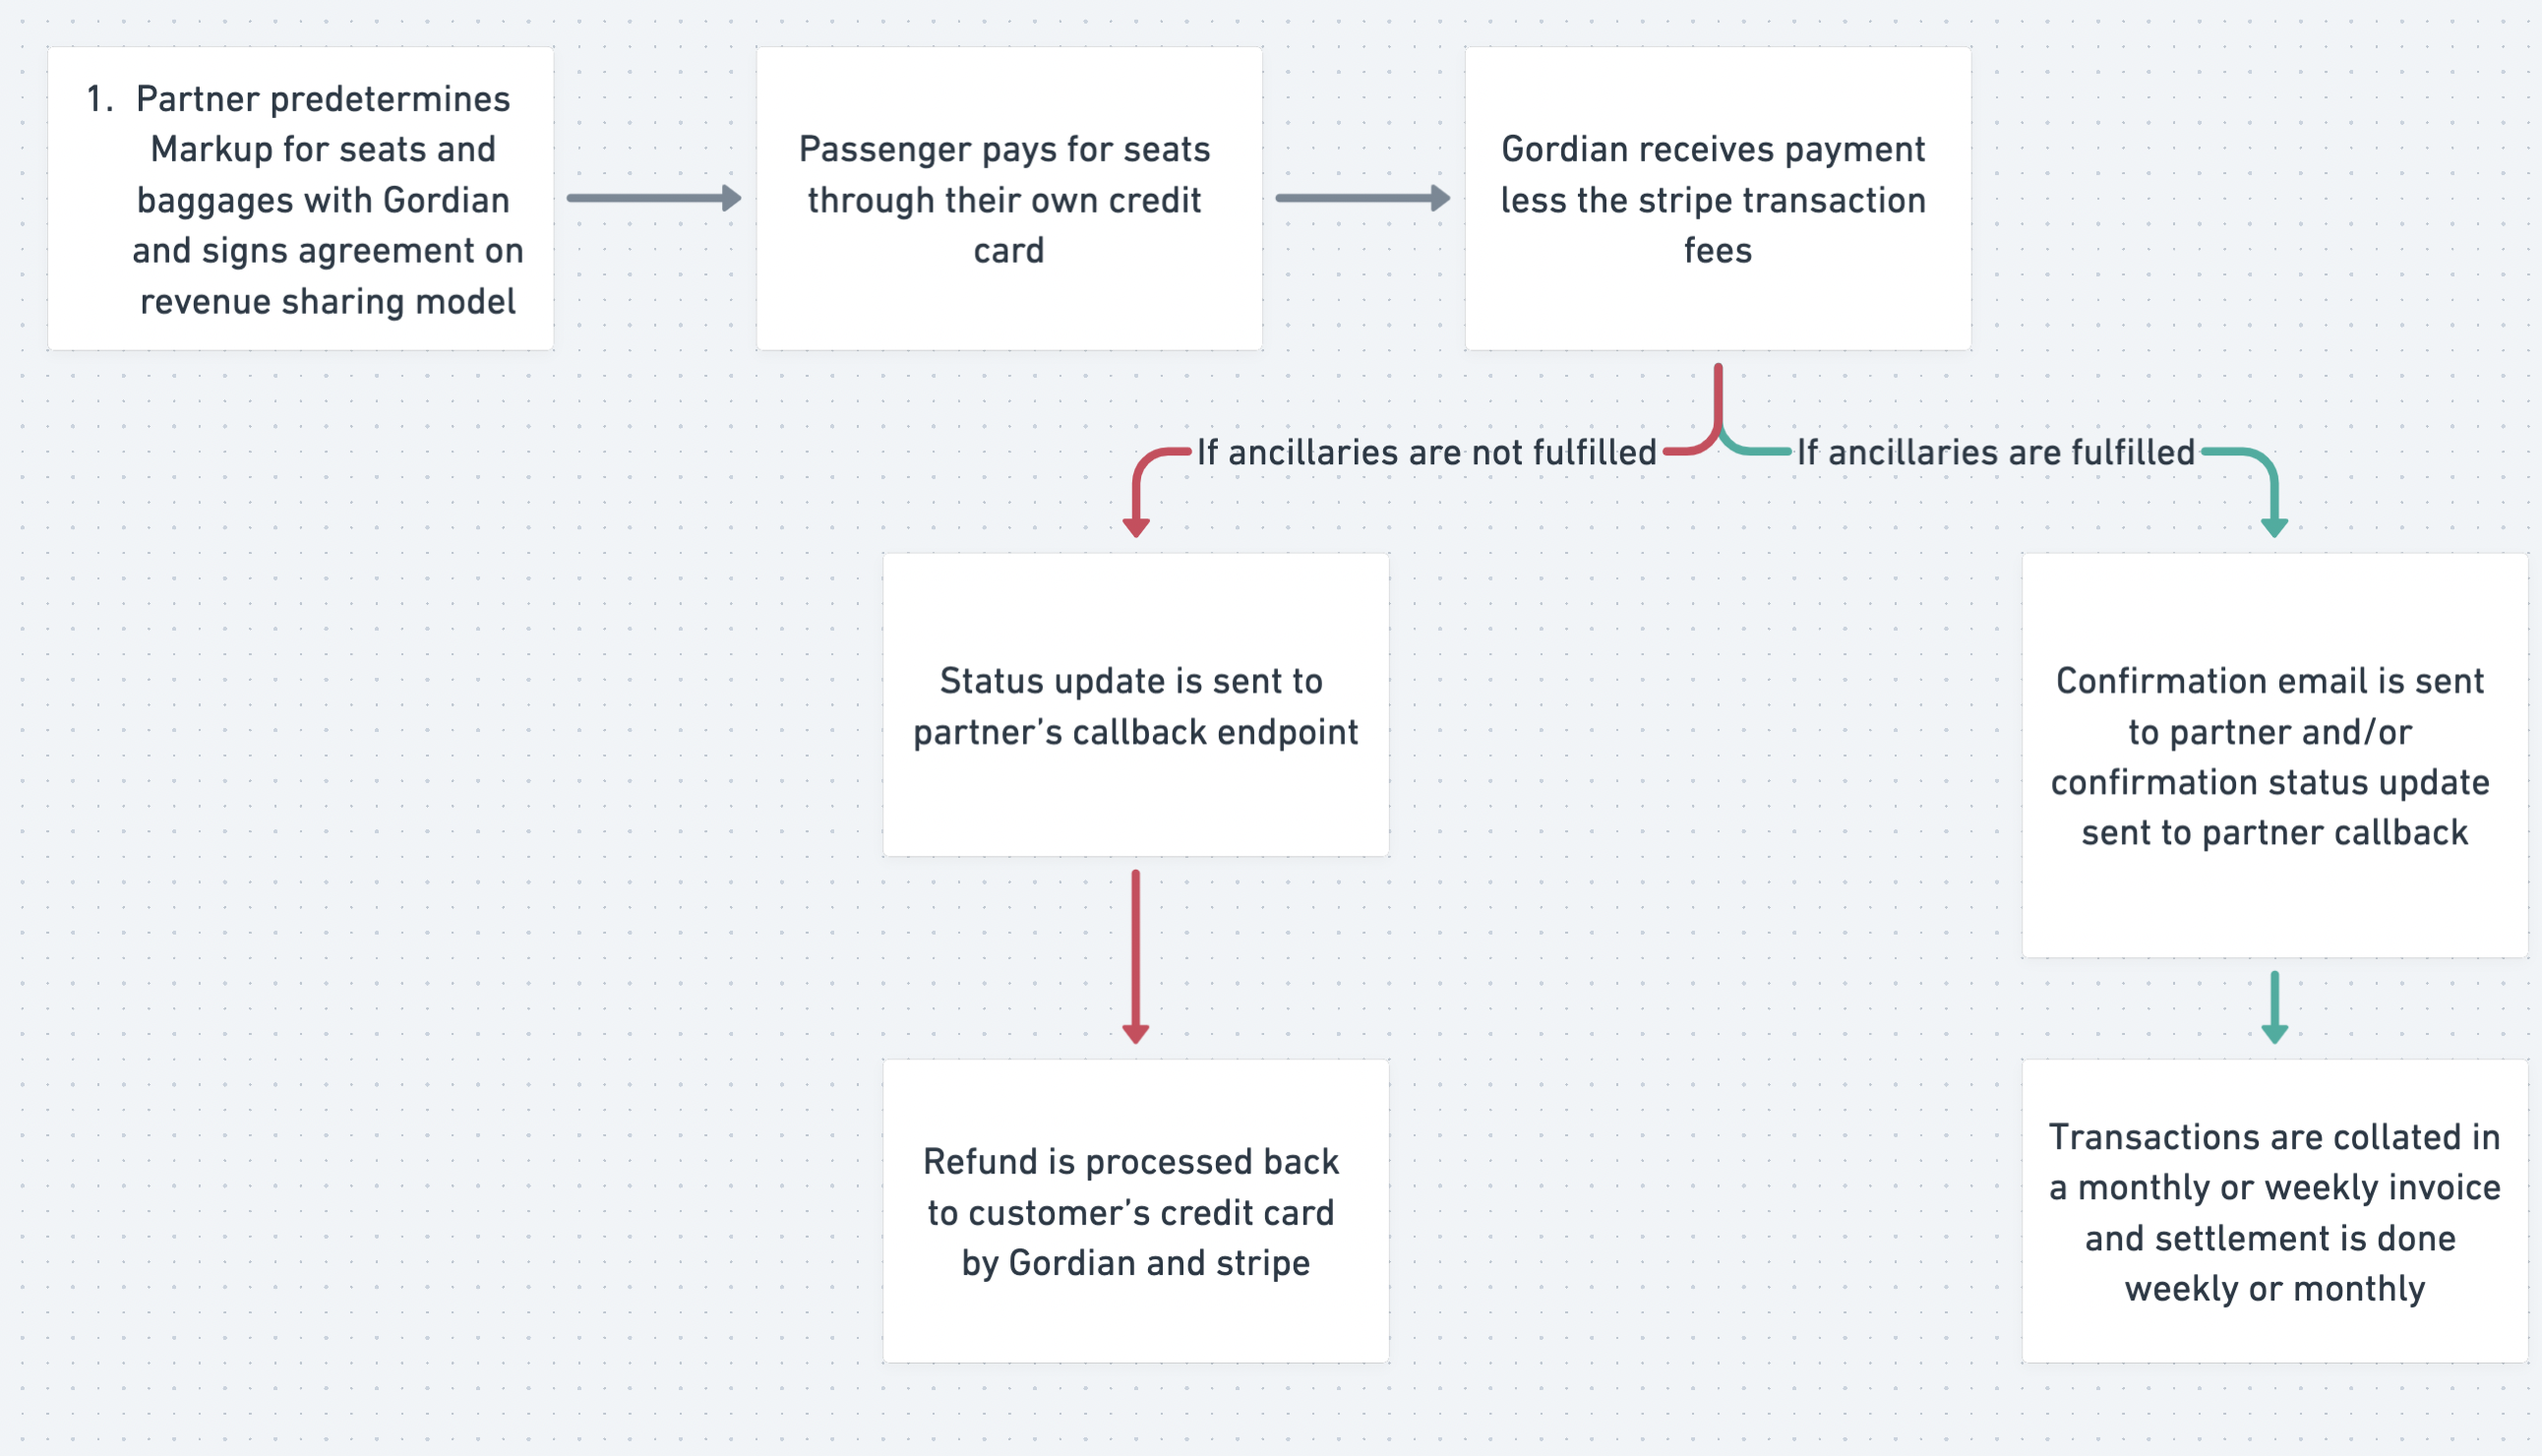 1. Partner predetermines
Markup for seats and
baggages with Gordian
and signs agreement on
revenue sharing model
Passenger pays for seats
through their own credit
card
Gordian receives payment
less the stripe transaction
fees
If ancillaries are not fulfilled
If ancillaries are fulfilled
Status update is sent to
partner’s callback endpoint
Confirmation email is sent
to partner and/or
confirmation status update
sent to partner callback
Refund is processed back
to customer’s credit card
by Gordian and stripe
Transactions are collated in
a monthly or weekly invoice
and settlement is done
weekly or monthly